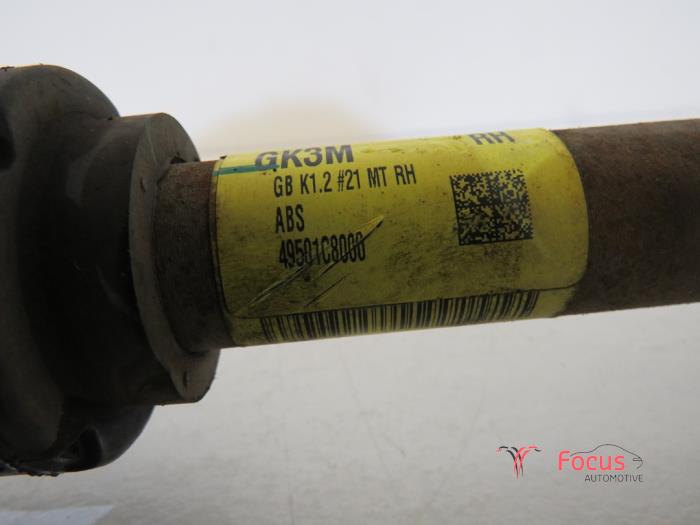 GK3M RH
GB K1.2 #21 MT RH
ABS
49501C8000
Focus
AUTOMOTIVE